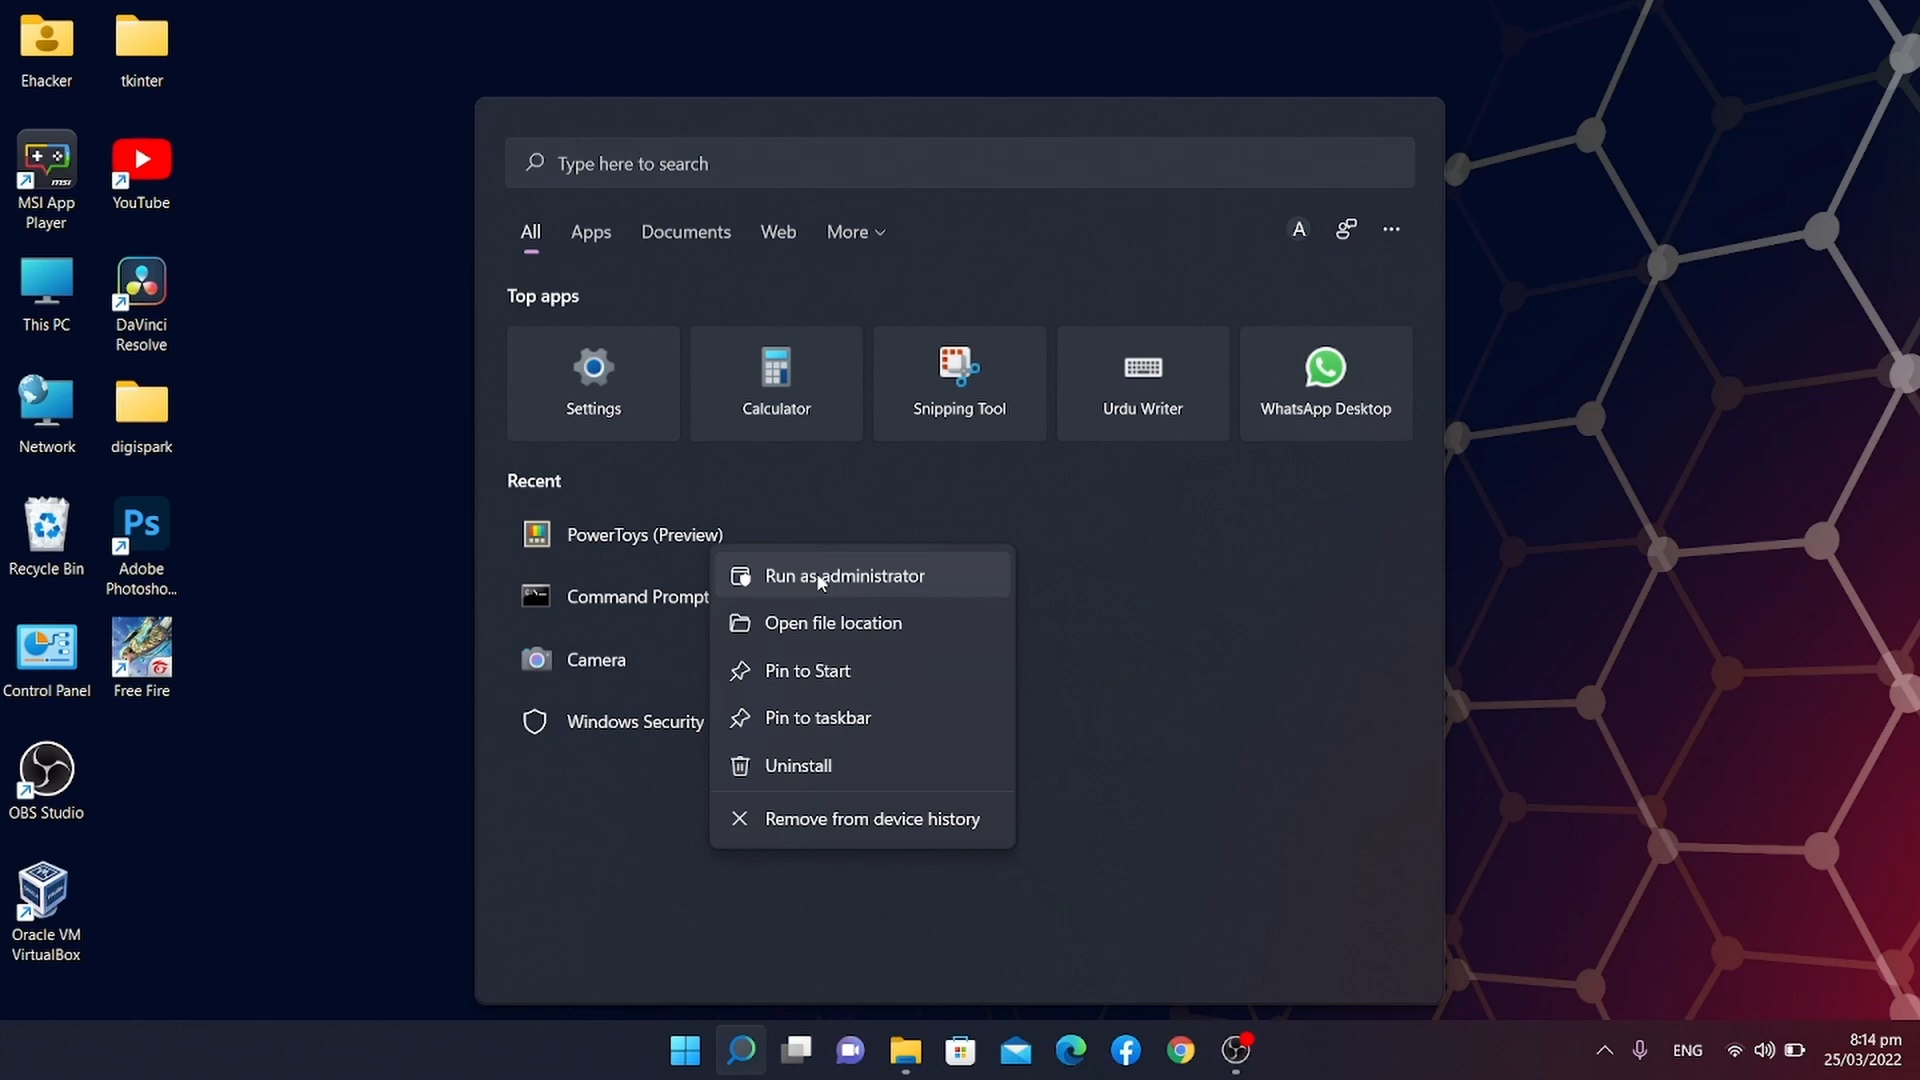 Ehacker
tkinter
MSI App
Player
YouTube
This PC
DaVinci
Resolve
Network
digispark
Recycle Bin
Ps
Adobe
Photosho...
Control Panel
Free Fire
OBS Studio
Oracle VM
VirtualBox
msi
Type here to search
All
Apps
Documents
Web
More
A
Top apps
Settings
Calculator
Snipping Tool
Urdu Writer
WhatsApp Desktop
Recent
PowerToys (Preview)
Command Prompt
Camera
Windows Security
Run as administrator
Open file location
Pin to Start
Pin to taskbar
Uninstall
Remove from device history
ENG
8:14 pm
25/03/2022